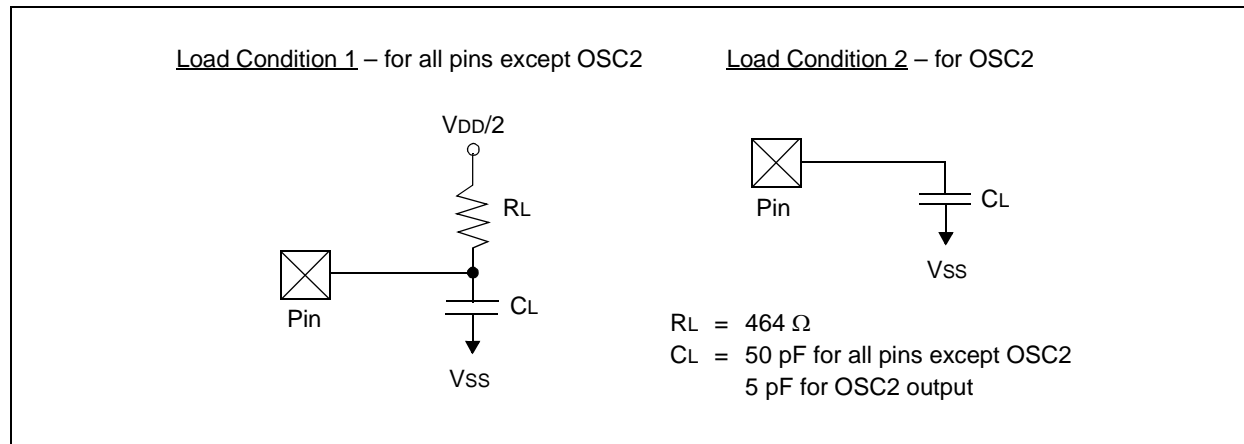 Load Condition 1 – for all pins except OSC2
VDD/2
RL
Pin
CL
VSS
Load Condition 2 – for OSC2
Pin
CL
VSS
RL = 464 Ω
CL = 50 pF for all pins except OSC2
5 pF for OSC2 output